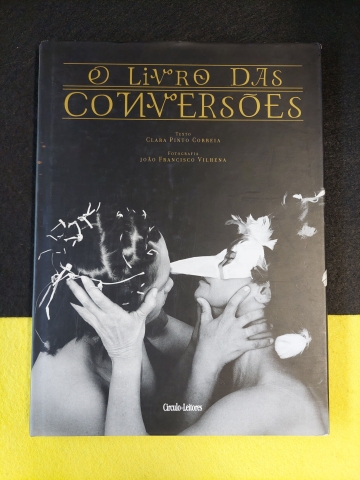 O LIVRO DAS
CONVERSÕES
TEXTO
CLARA PINTO CORREIA
FOTOGRAFIA
JOÃO FRANCISCO VILHENA
Círculo de Leitores